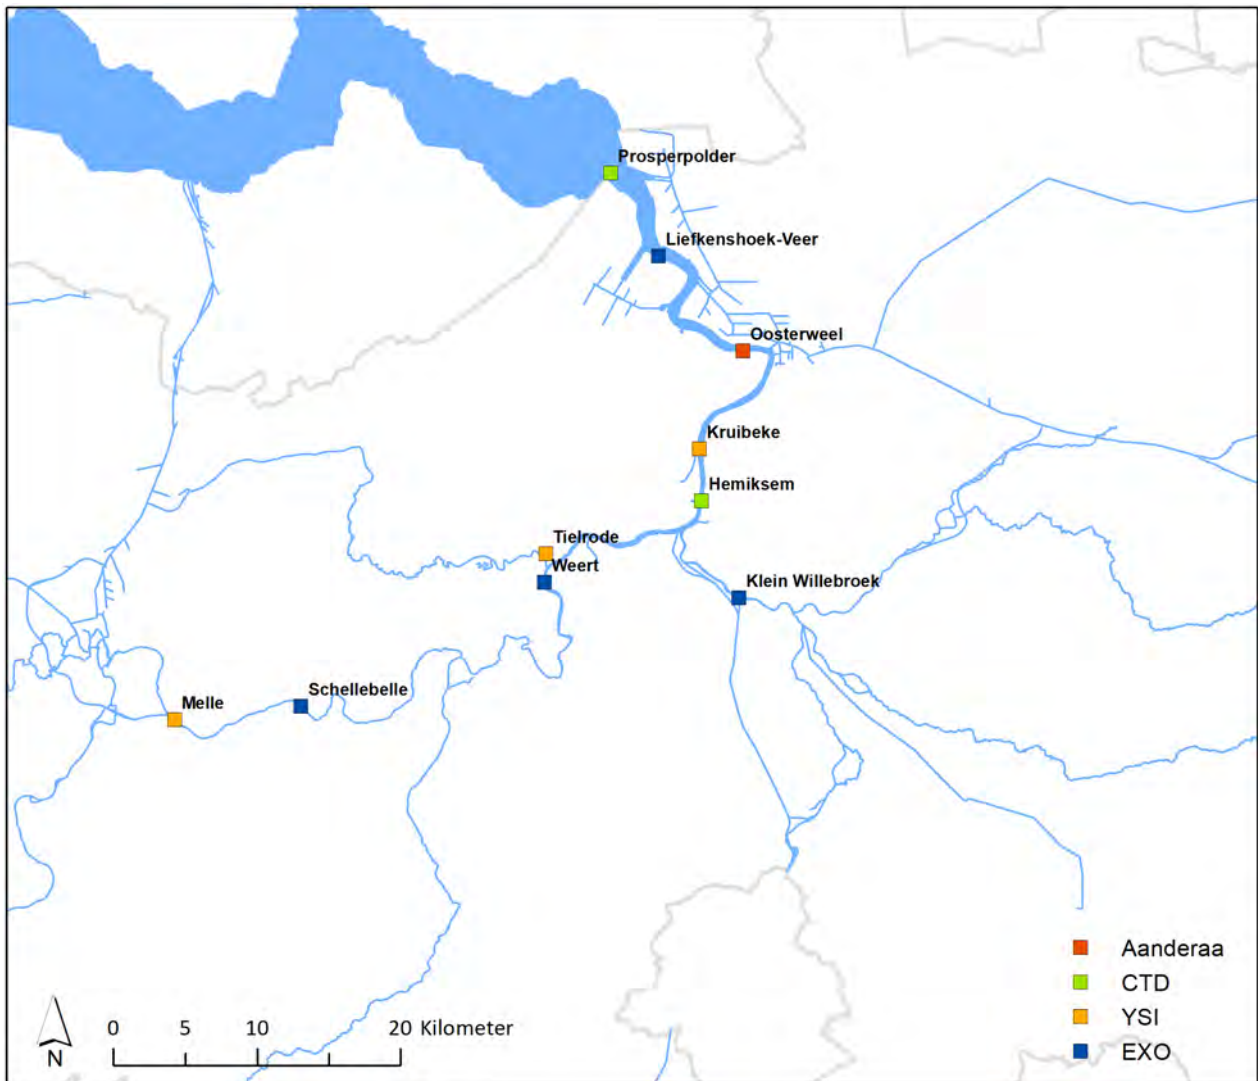 Prosperpolder
Liefkenshoek-Veer
Oosterweel
Kruibeke
Hemiksem
Tielrode
Weert
Klein Willebroek
Schellebelle
Melle
Aanderaa
CTD
YSI
EXO
N
0 5 10 20 Kilometer